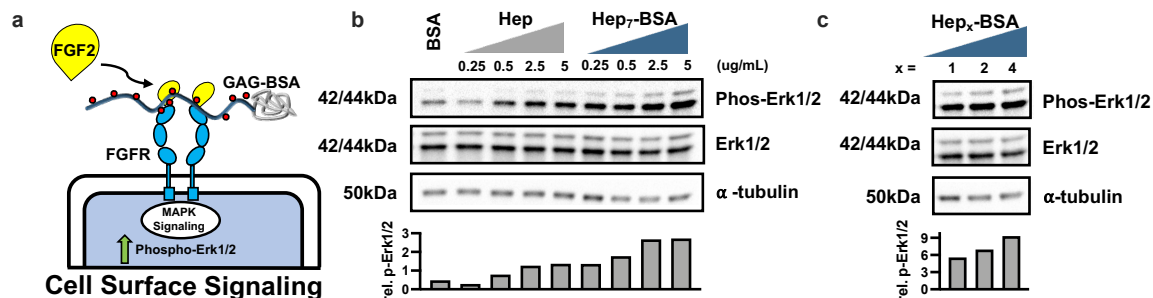 a
FGF2
GAG-BSA
FGFR
MAPK
Signaling
Phospho-Erk1/2
Cell Surface Signaling
b
BSA
Hep
Hep₇-BSA
0.25 0.5 2.5 5 0.25 0.5 2.5 5 (ug/mL)
42/44kDa Phos-Erk1/2
42/44kDa Erk1/2
50kDa α -tubulin
rel. p-Erk1/2
3
2
1
0
c
Hepₓ-BSA
x = 1 2 4
42/44kDa Phos-Erk1/2
42/44kDa Erk1/2
50kDa α-tubulin
rel. p-Erk1/2
9
6
3
0